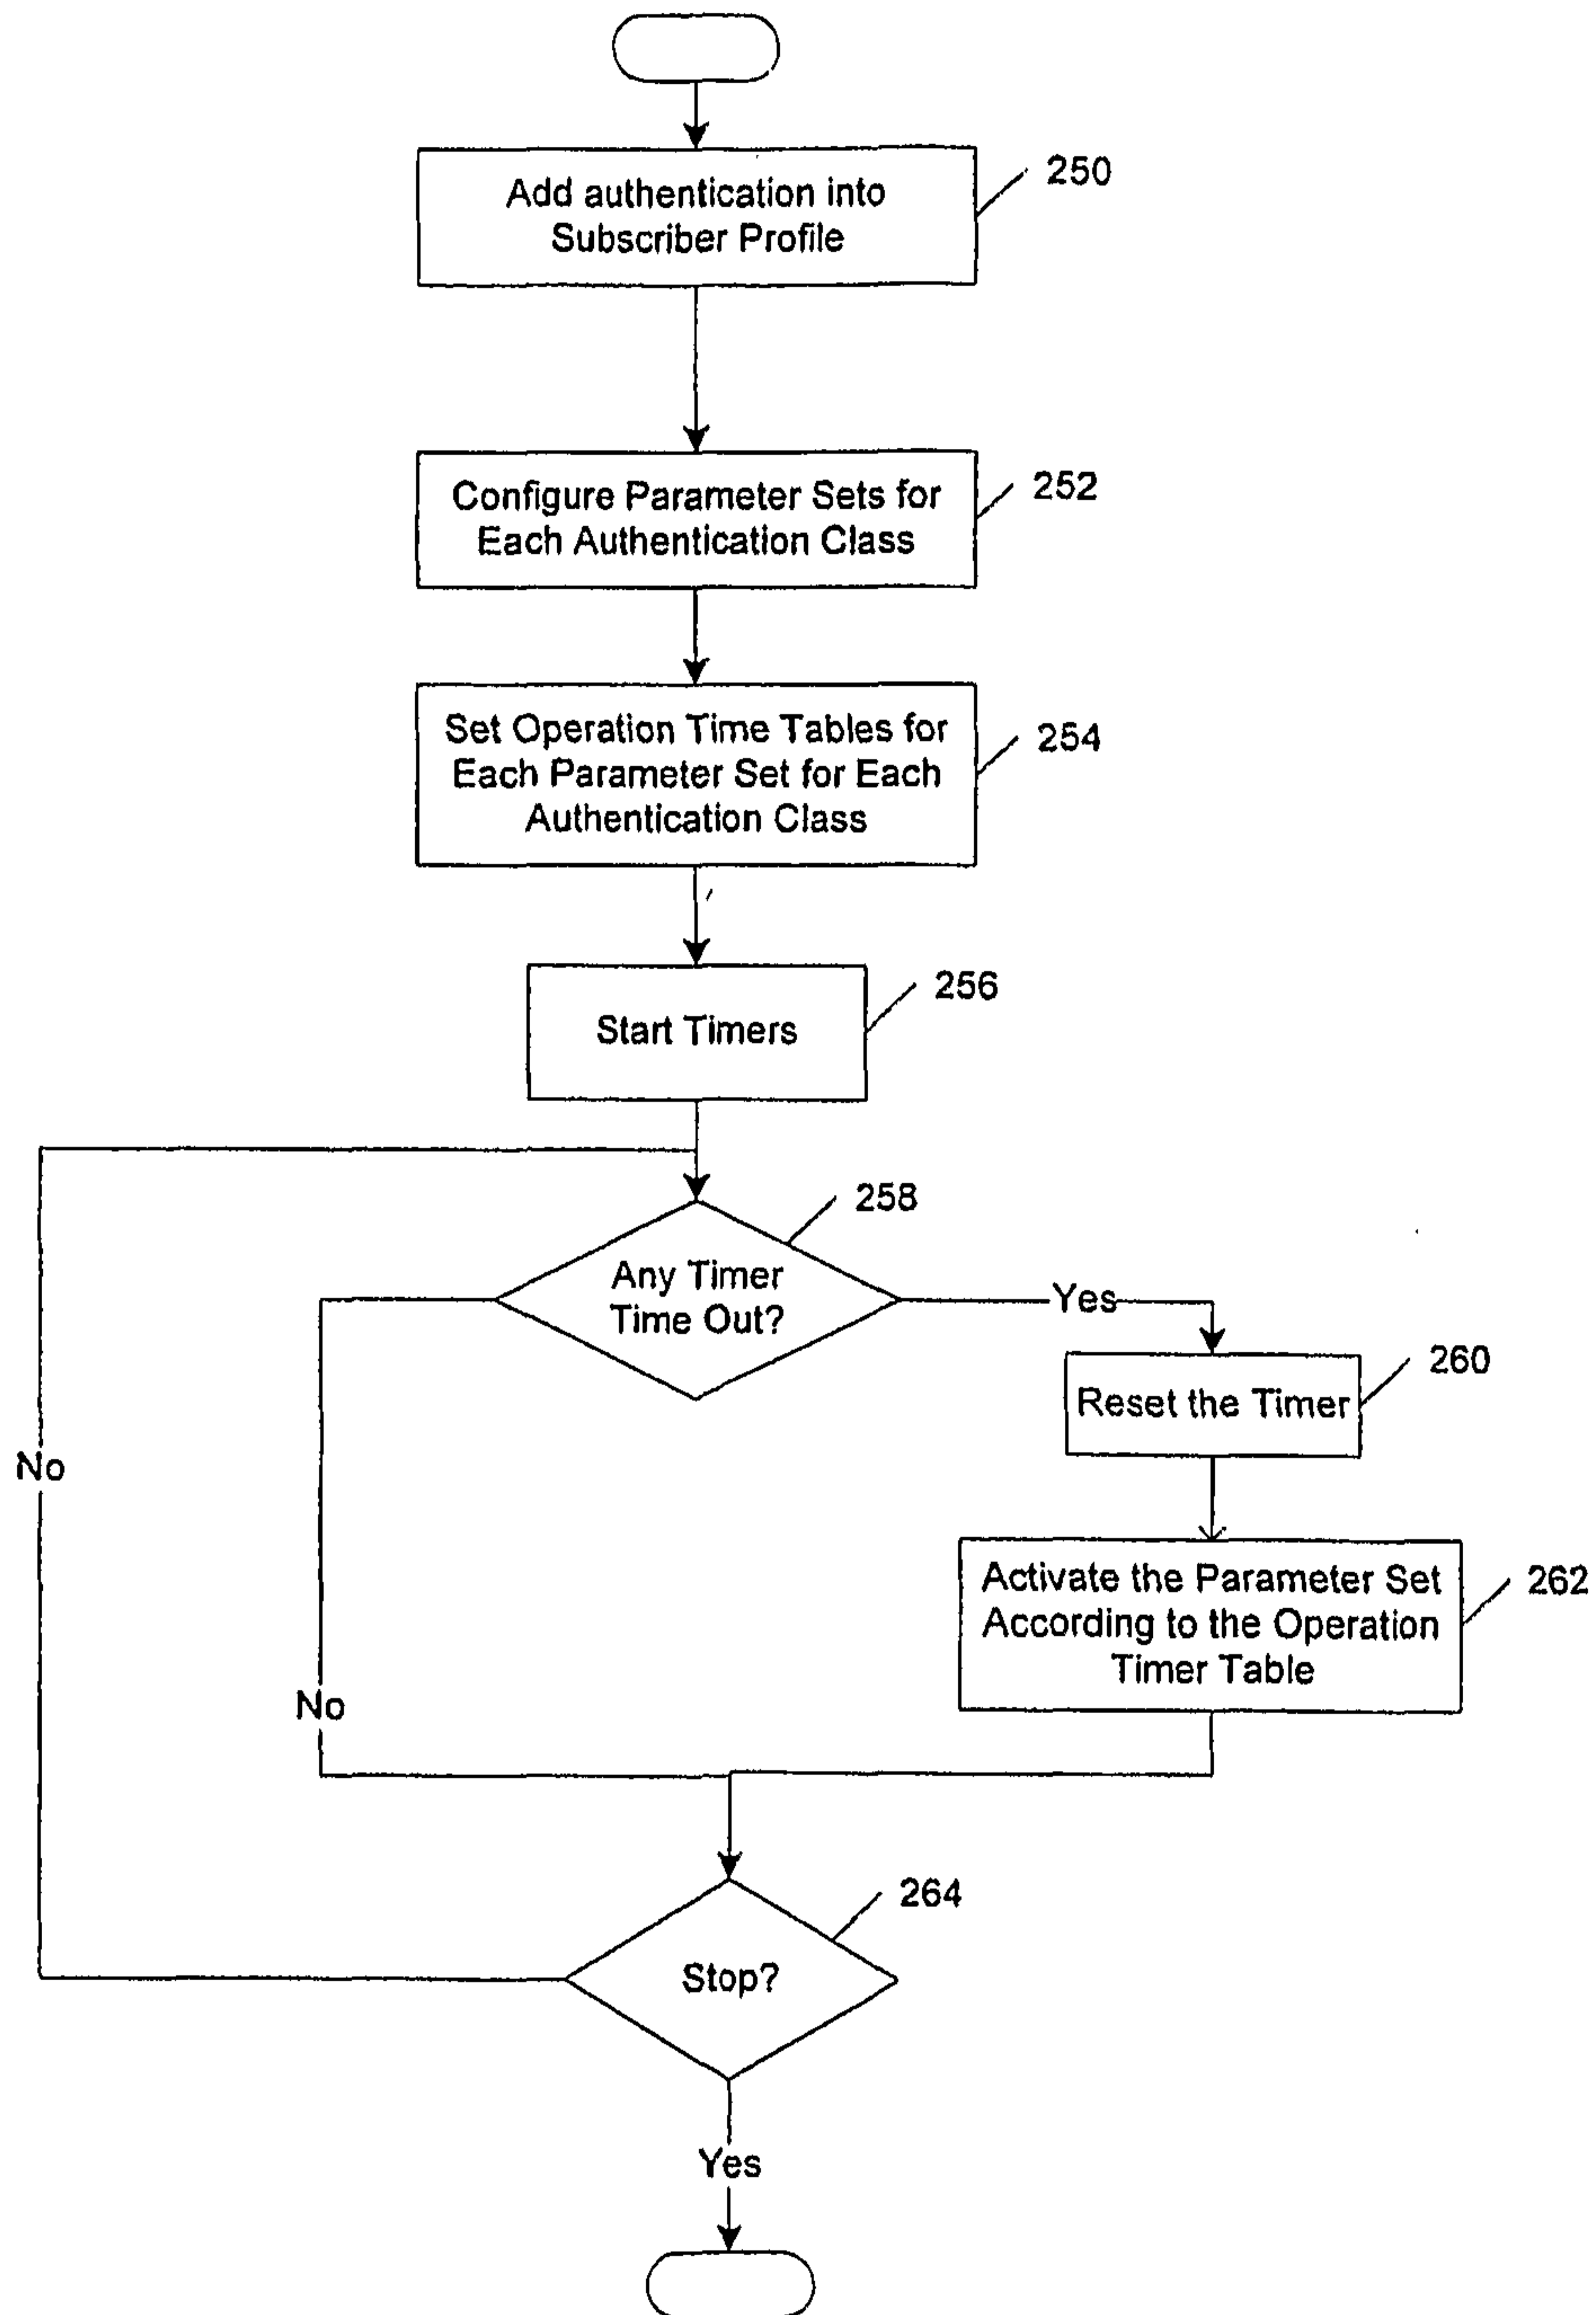 Add authentication into
Subscriber Profile
250
Configure Parameter Sets for
Each Authentication Class
252
Set Operation Time Tables for
Each Parameter Set for Each
Authentication Class
254
Start Timers
256
258
Any Timer
Time Out?
Yes
Reset the Timer
260
No
Activate the Parameter Set
According to the Operation
Timer Table
262
No
264
Stop?
Yes